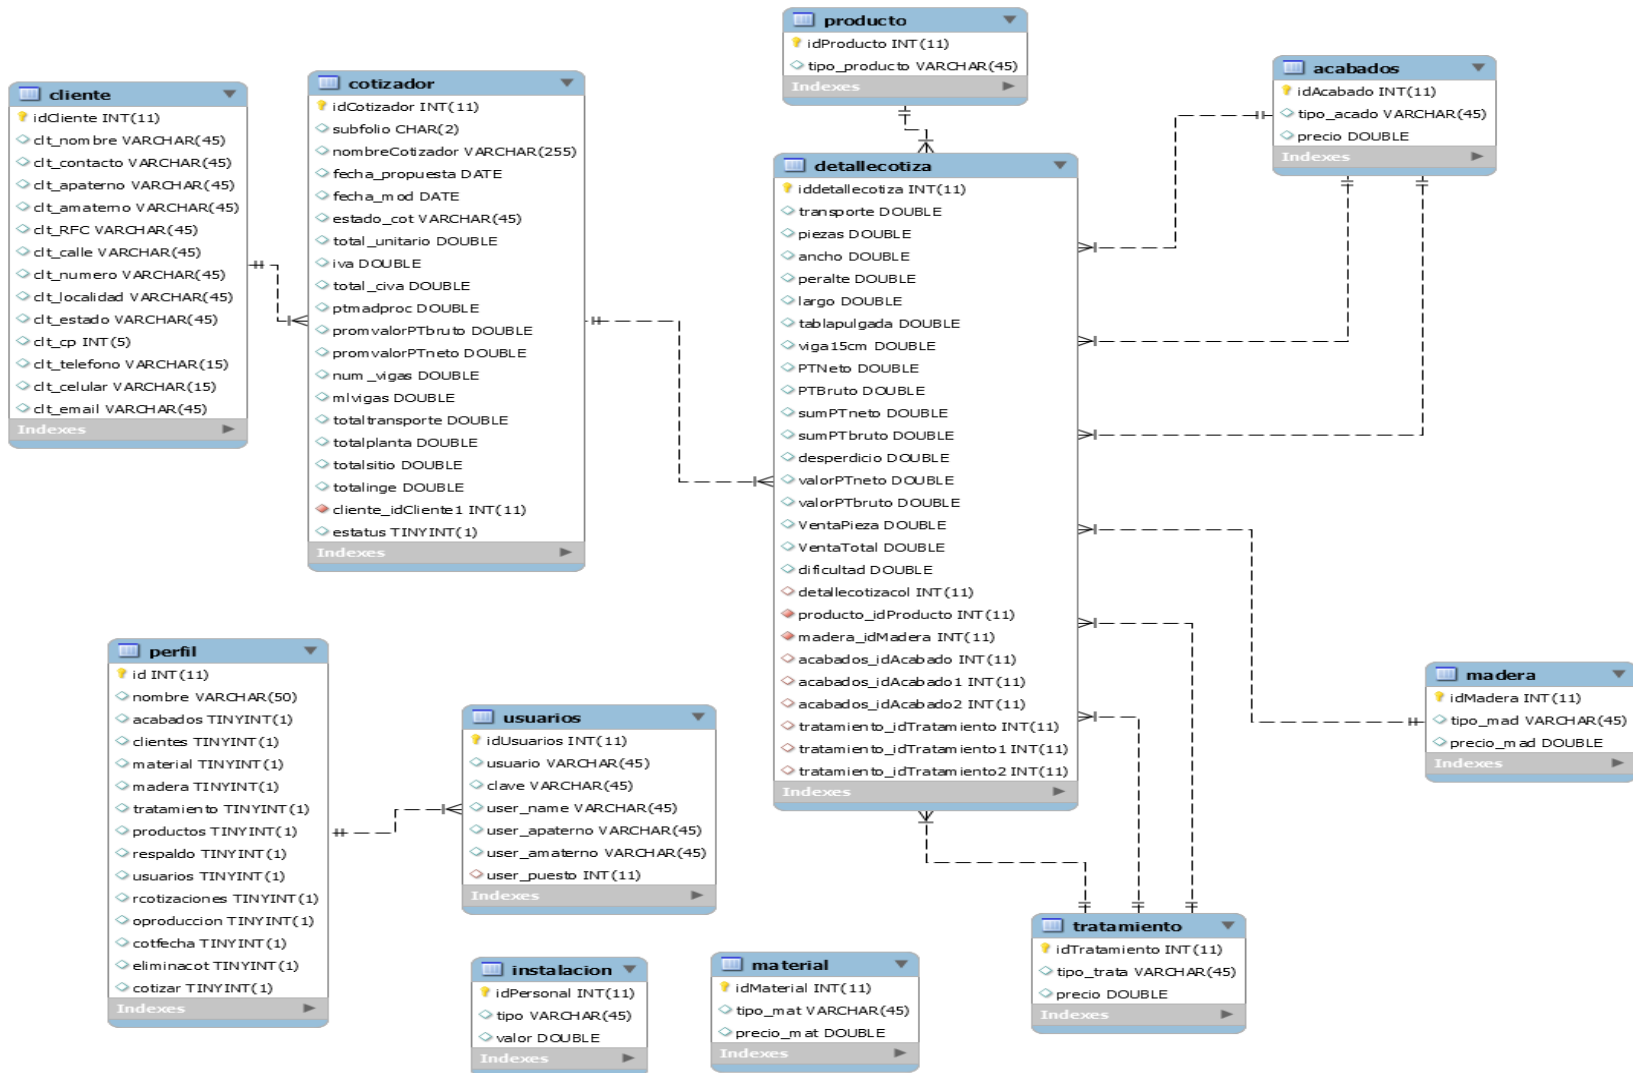 producto
idProducto INT(11)
tipo_producto VARCHAR(45)
Indexes
acabados
idAcabado INT(11)
tipo_acado VARCHAR(45)
precio DOUBLE
Indexes
cliente
idCliente INT(11)
clt_nombre VARCHAR(45)
clt_contacto VARCHAR(45)
clt_apaterno VARCHAR(45)
clt_amaterno VARCHAR(45)
clt_RFC VARCHAR(45)
clt_calle VARCHAR(45)
clt_numero VARCHAR(45)
clt_localidad VARCHAR(45)
clt_estado VARCHAR(45)
clt_cp INT(5)
clt_telefono VARCHAR(15)
clt_celular VARCHAR(15)
clt_email VARCHAR(45)
Indexes
cotizador
idCotizador INT(11)
subfolio CHAR(2)
nombreCotizador VARCHAR(255)
fecha_propuesta DATE
fecha_mod DATE
estado_cot VARCHAR(45)
total_unitario DOUBLE
iva DOUBLE
total_civa DOUBLE
ptmadproc DOUBLE
promvalorPTbruto DOUBLE
promvalorPTneto DOUBLE
num_vigas DOUBLE
mlvigas DOUBLE
totaltransporte DOUBLE
totalplanta DOUBLE
totalsitio DOUBLE
totalinge DOUBLE
cliente_idCliente1 INT(11)
estatus TINYINT(1)
Indexes
detallecotiza
iddetallecotiza INT(11)
transporte DOUBLE
piezas DOUBLE
ancho DOUBLE
peralte DOUBLE
largo DOUBLE
tablapulgada DOUBLE
viga15cm DOUBLE
PTNeto DOUBLE
PTBruto DOUBLE
sumPTneto DOUBLE
sumPTbruto DOUBLE
desperdicio DOUBLE
valorPTneto DOUBLE
valorPTbruto DOUBLE
VentaPieza DOUBLE
VentaTotal DOUBLE
dificultad DOUBLE
detallecotizacol INT(11)
producto_idProducto INT(11)
madera_idMadera INT(11)
acabados_idAcabado INT(11)
acabados_idAcabado1 INT(11)
acabados_idAcabado2 INT(11)
tratamiento_idTratamiento INT(11)
tratamiento_idTratamiento1 INT(11)
tratamiento_idTratamiento2 INT(11)
Indexes
madera
idMadera INT(11)
tipo_mad VARCHAR(45)
precio_mad DOUBLE
Indexes
perfil
id INT(11)
nombre VARCHAR(50)
acabados TINYINT(1)
clientes TINYINT(1)
material TINYINT(1)
madera TINYINT(1)
tratamiento TINYINT(1)
productos TINYINT(1)
respaldo TINYINT(1)
usuarios TINYINT(1)
rcotizaciones TINYINT(1)
oproduccion TINYINT(1)
cotfecha TINYINT(1)
eliminacot TINYINT(1)
cotizar TINYINT(1)
Indexes
usuarios
idUsuarios INT(11)
usuario VARCHAR(45)
clave VARCHAR(45)
user_name VARCHAR(45)
user_apaterno VARCHAR(45)
user_amaterno VARCHAR(45)
user_puesto INT(11)
Indexes
instalacion
idPersonal INT(11)
tipo VARCHAR(45)
valor DOUBLE
Indexes
material
idMaterial INT(11)
tipo_mat VARCHAR(45)
precio_mat DOUBLE
Indexes
tratamiento
idTratamiento INT(11)
tipo_trata VARCHAR(45)
precio DOUBLE
Indexes